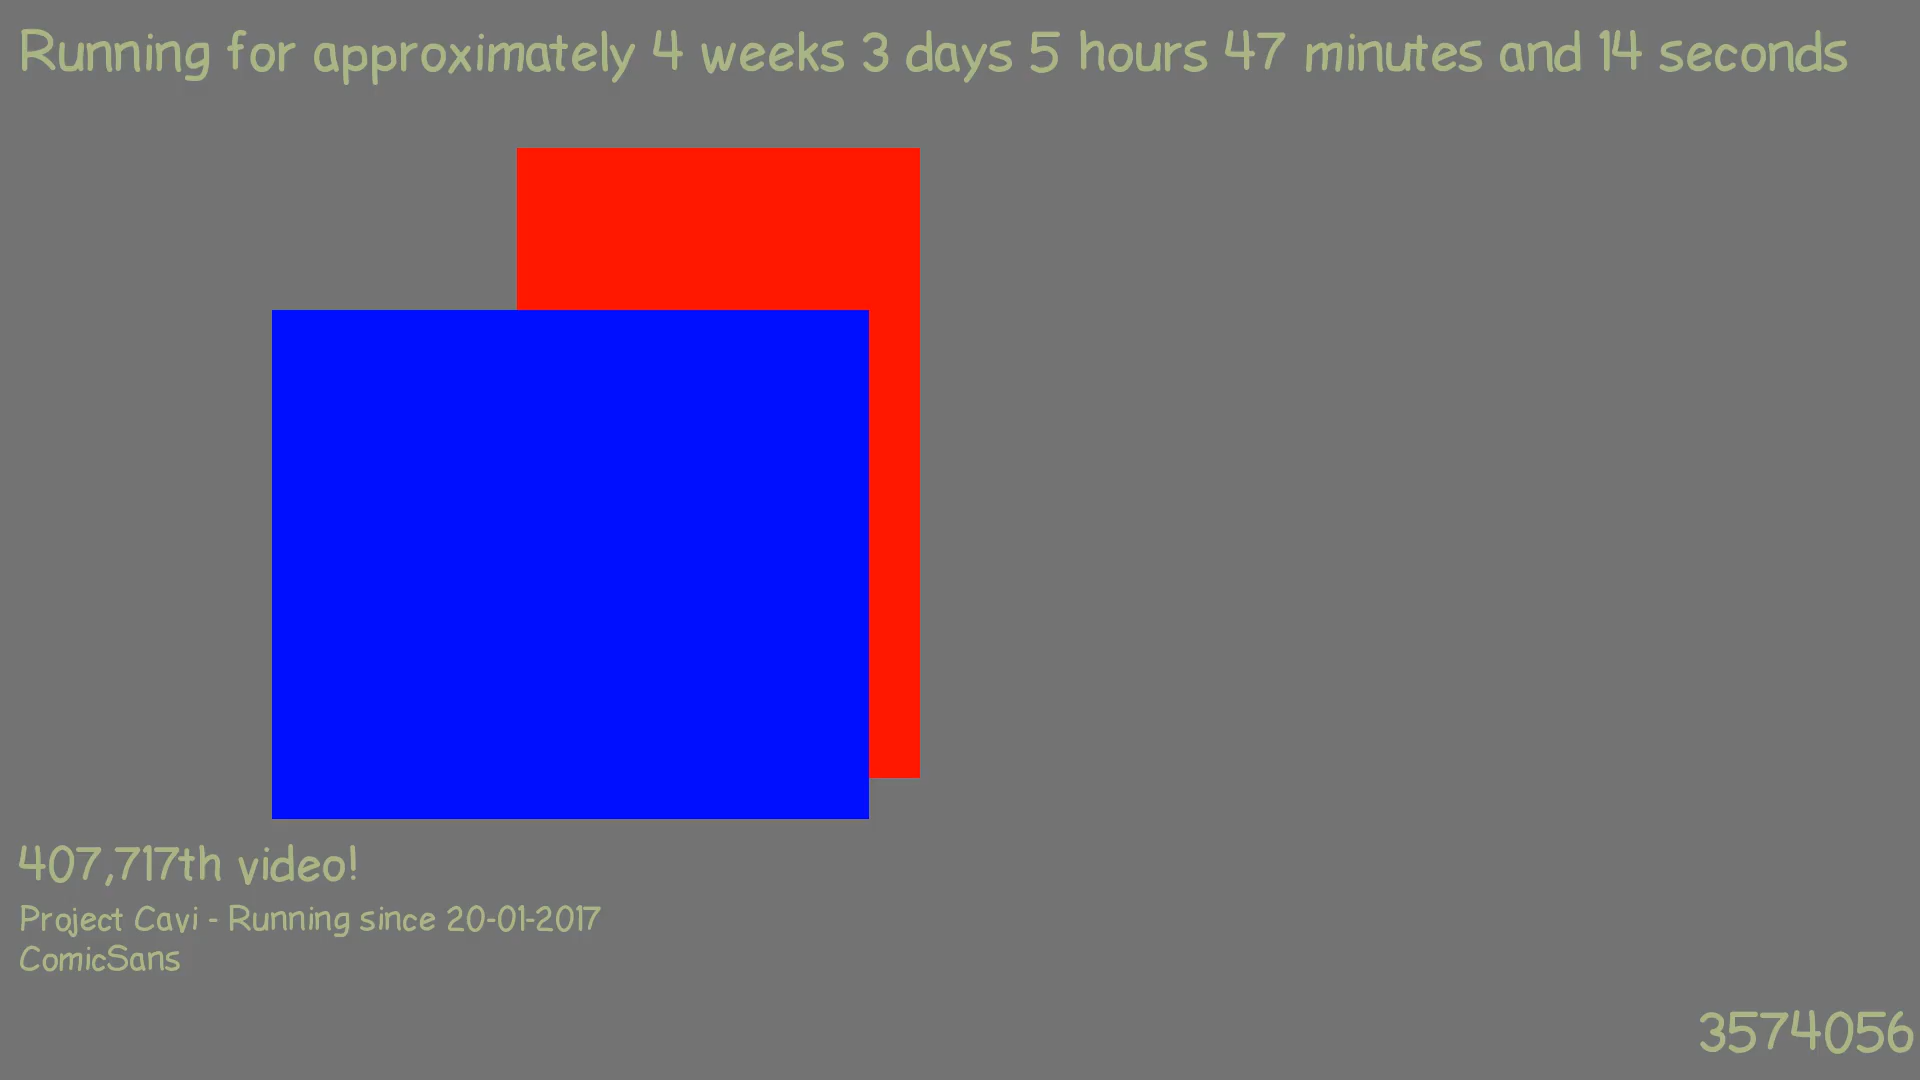 Running for approximately 4 weeks 3 days 5 hours 47 minutes and 14 seconds
407,717th video!
Project Cavi - Running since 20-01-2017
ComicSans
3574056